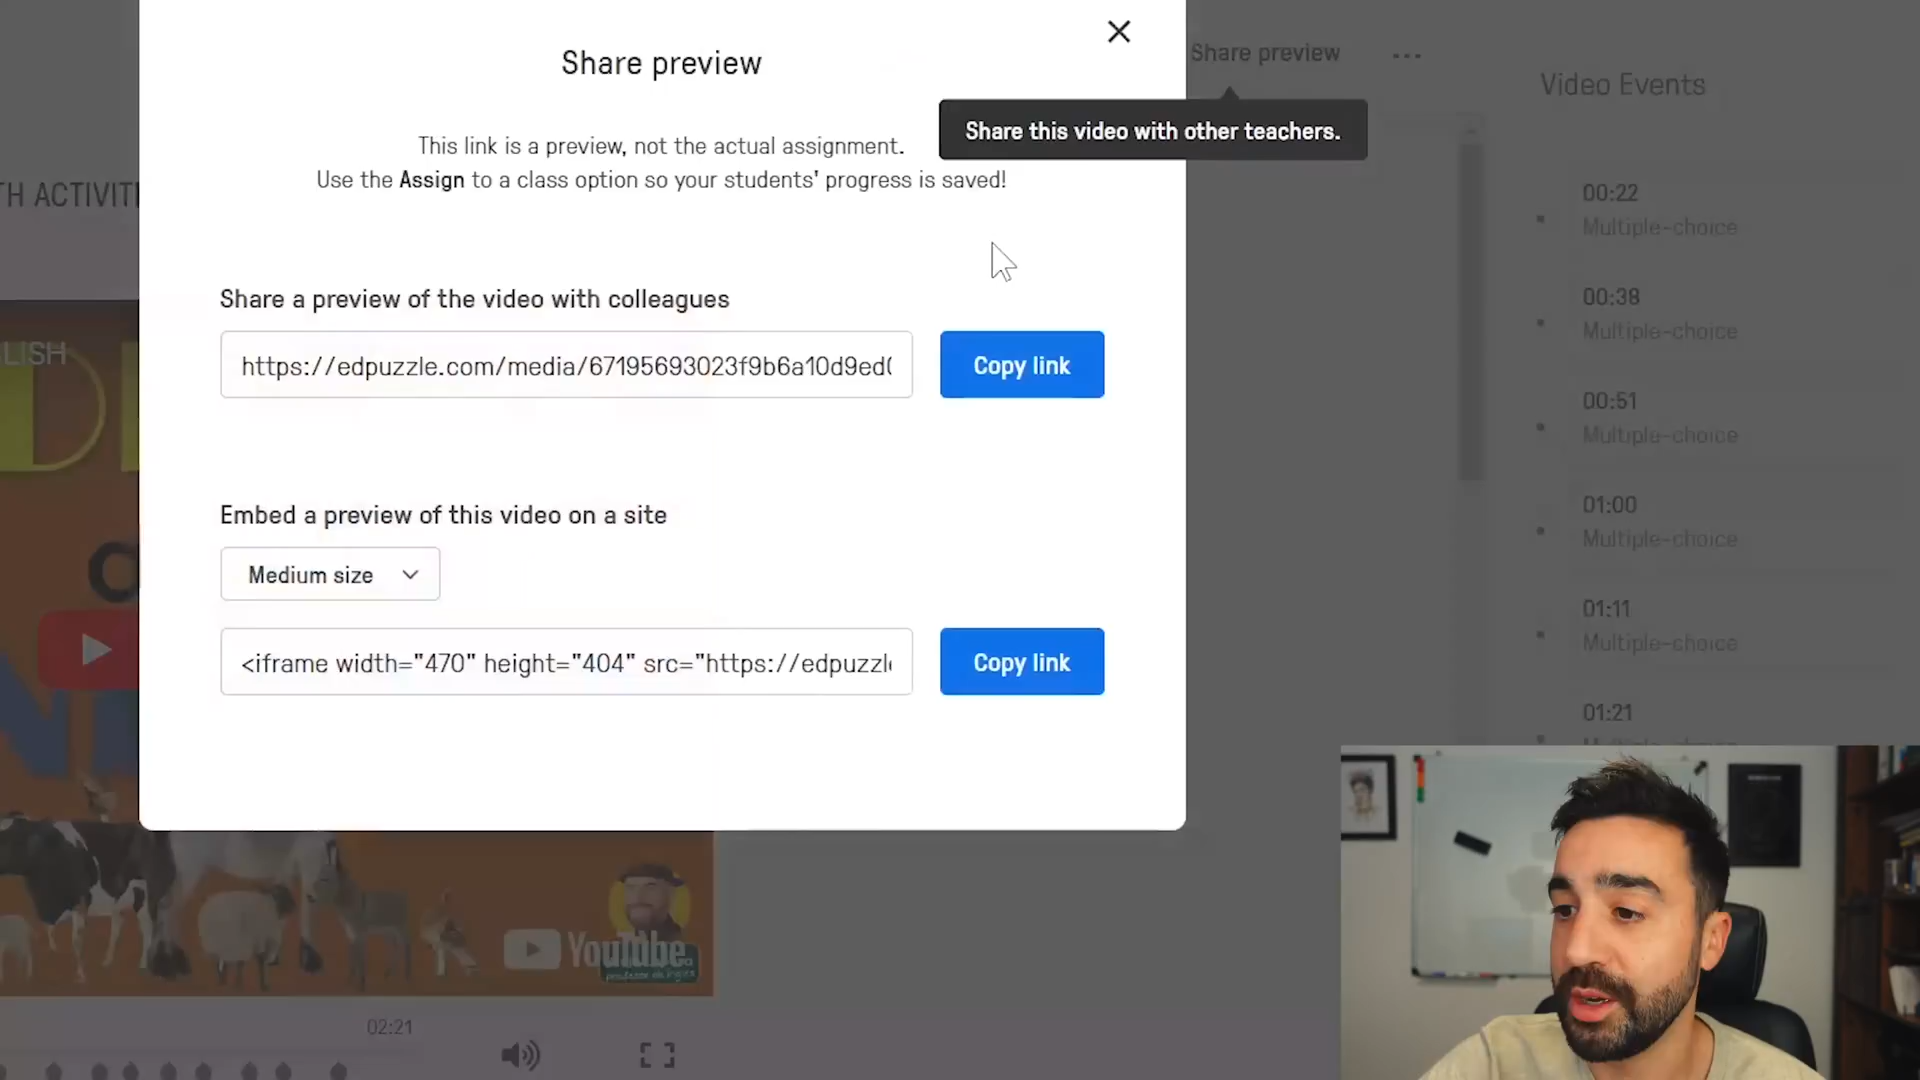 Share preview
Share preview
...
Video Events
Share this video with other teachers.
This link is a preview, not the actual assignment.
Use the Assign to a class option so your students' progress is saved!
TH ACTIVITI
00:22
Multiple-choice
Share a preview of the video with colleagues
00:38
Multiple-choice
LISH
https://edpuzzle.com/media/67195693023f9b6a10d9ed(
Copy link
00:51
Multiple-choice
Embed a preview of this video on a site
01:00
Multiple-choice
Medium size
01:11
Multiple-choice
<iframe width="470" height="404" src="https://edpuzzl
Copy link
01:21
YouTube
02:21